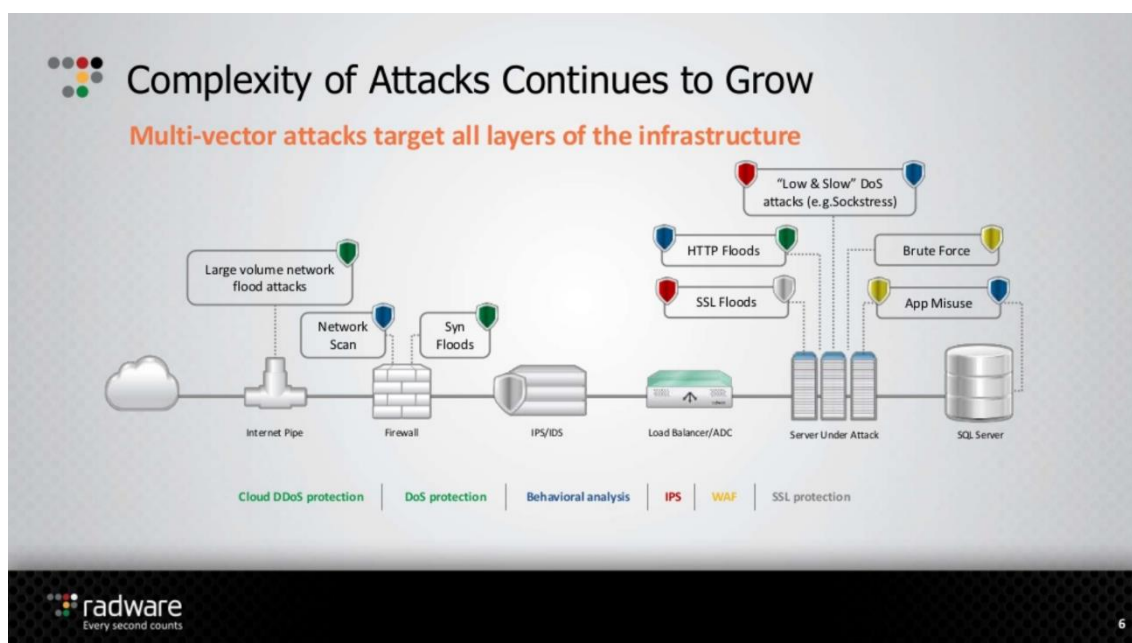 Complexity of Attacks Continues to Grow
Multi-vector attacks target all layers of the infrastructure
"Low & Slow" DoS
attacks (e.g.Sockstress)
HTTP Floods
Brute Force
Large volume network
flood attacks
SSL Floods
App Misuse
Network
Scan
Syn
Floods
Internet Pipe
Firewall
IPS/IDS
Load Balancer/ADC
Server Under Attack
SQL Server
Cloud DDoS protection
DoS protection
Behavioral analysis
IPS
WAF
SSL protection
radware
Every second counts
6